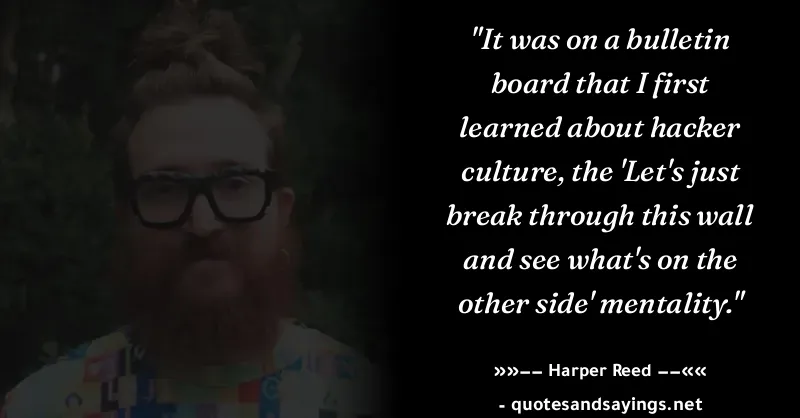 "It was on a bulletin
board that I first
learned about hacker
culture, the 'Let's just
break through this wall
and see what's on the
other side' mentality."
»»−− Harper Reed −−««
- quotesandsayings.net